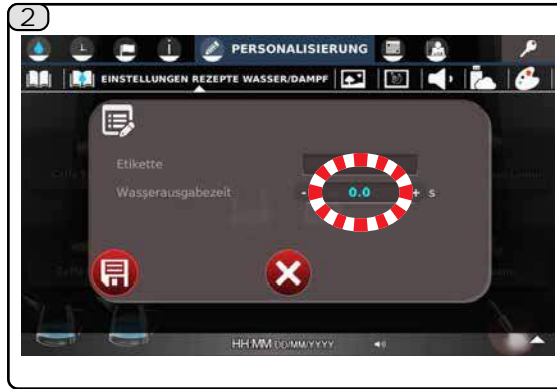 2
PERSONALISIERUNG
EINSTELLUNGEN REZEPTE WASSER/DAMPF
Etikette
Wasserausgabezeit - 0.0 + s
HH:MM DD/MM/YYYY